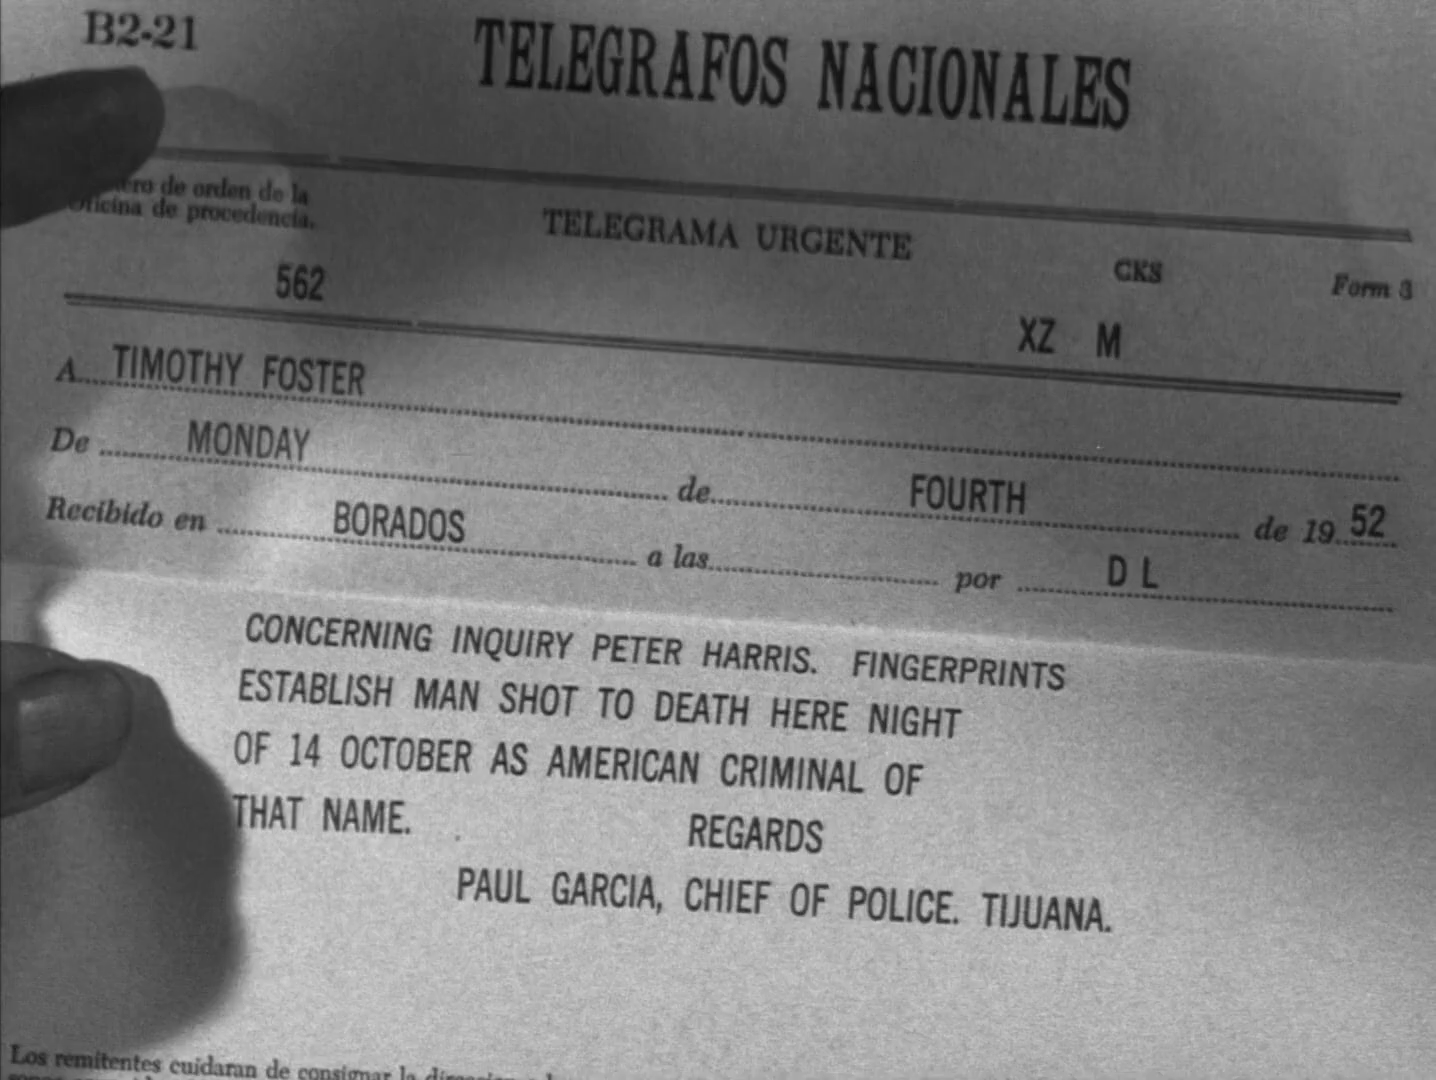 B2-21
TELEGRAFOS NACIONALES
de orden de la
Oficina de procedencia.
TELEGRAMA URGENTE
CKS
Form 3
562
XZ M
A TIMOTHY FOSTER
De MONDAY de FOURTH de 19 52
Recibido en BORADOS a las por D L
CONCERNING INQUIRY PETER HARRIS. FINGERPRINTS
ESTABLISH MAN SHOT TO DEATH HERE NIGHT
OF 14 OCTOBER AS AMERICAN CRIMINAL OF
THAT NAME. REGARDS
PAUL GARCIA, CHIEF OF POLICE. TIJUANA.
Los remitentes cuidaran de consignar la